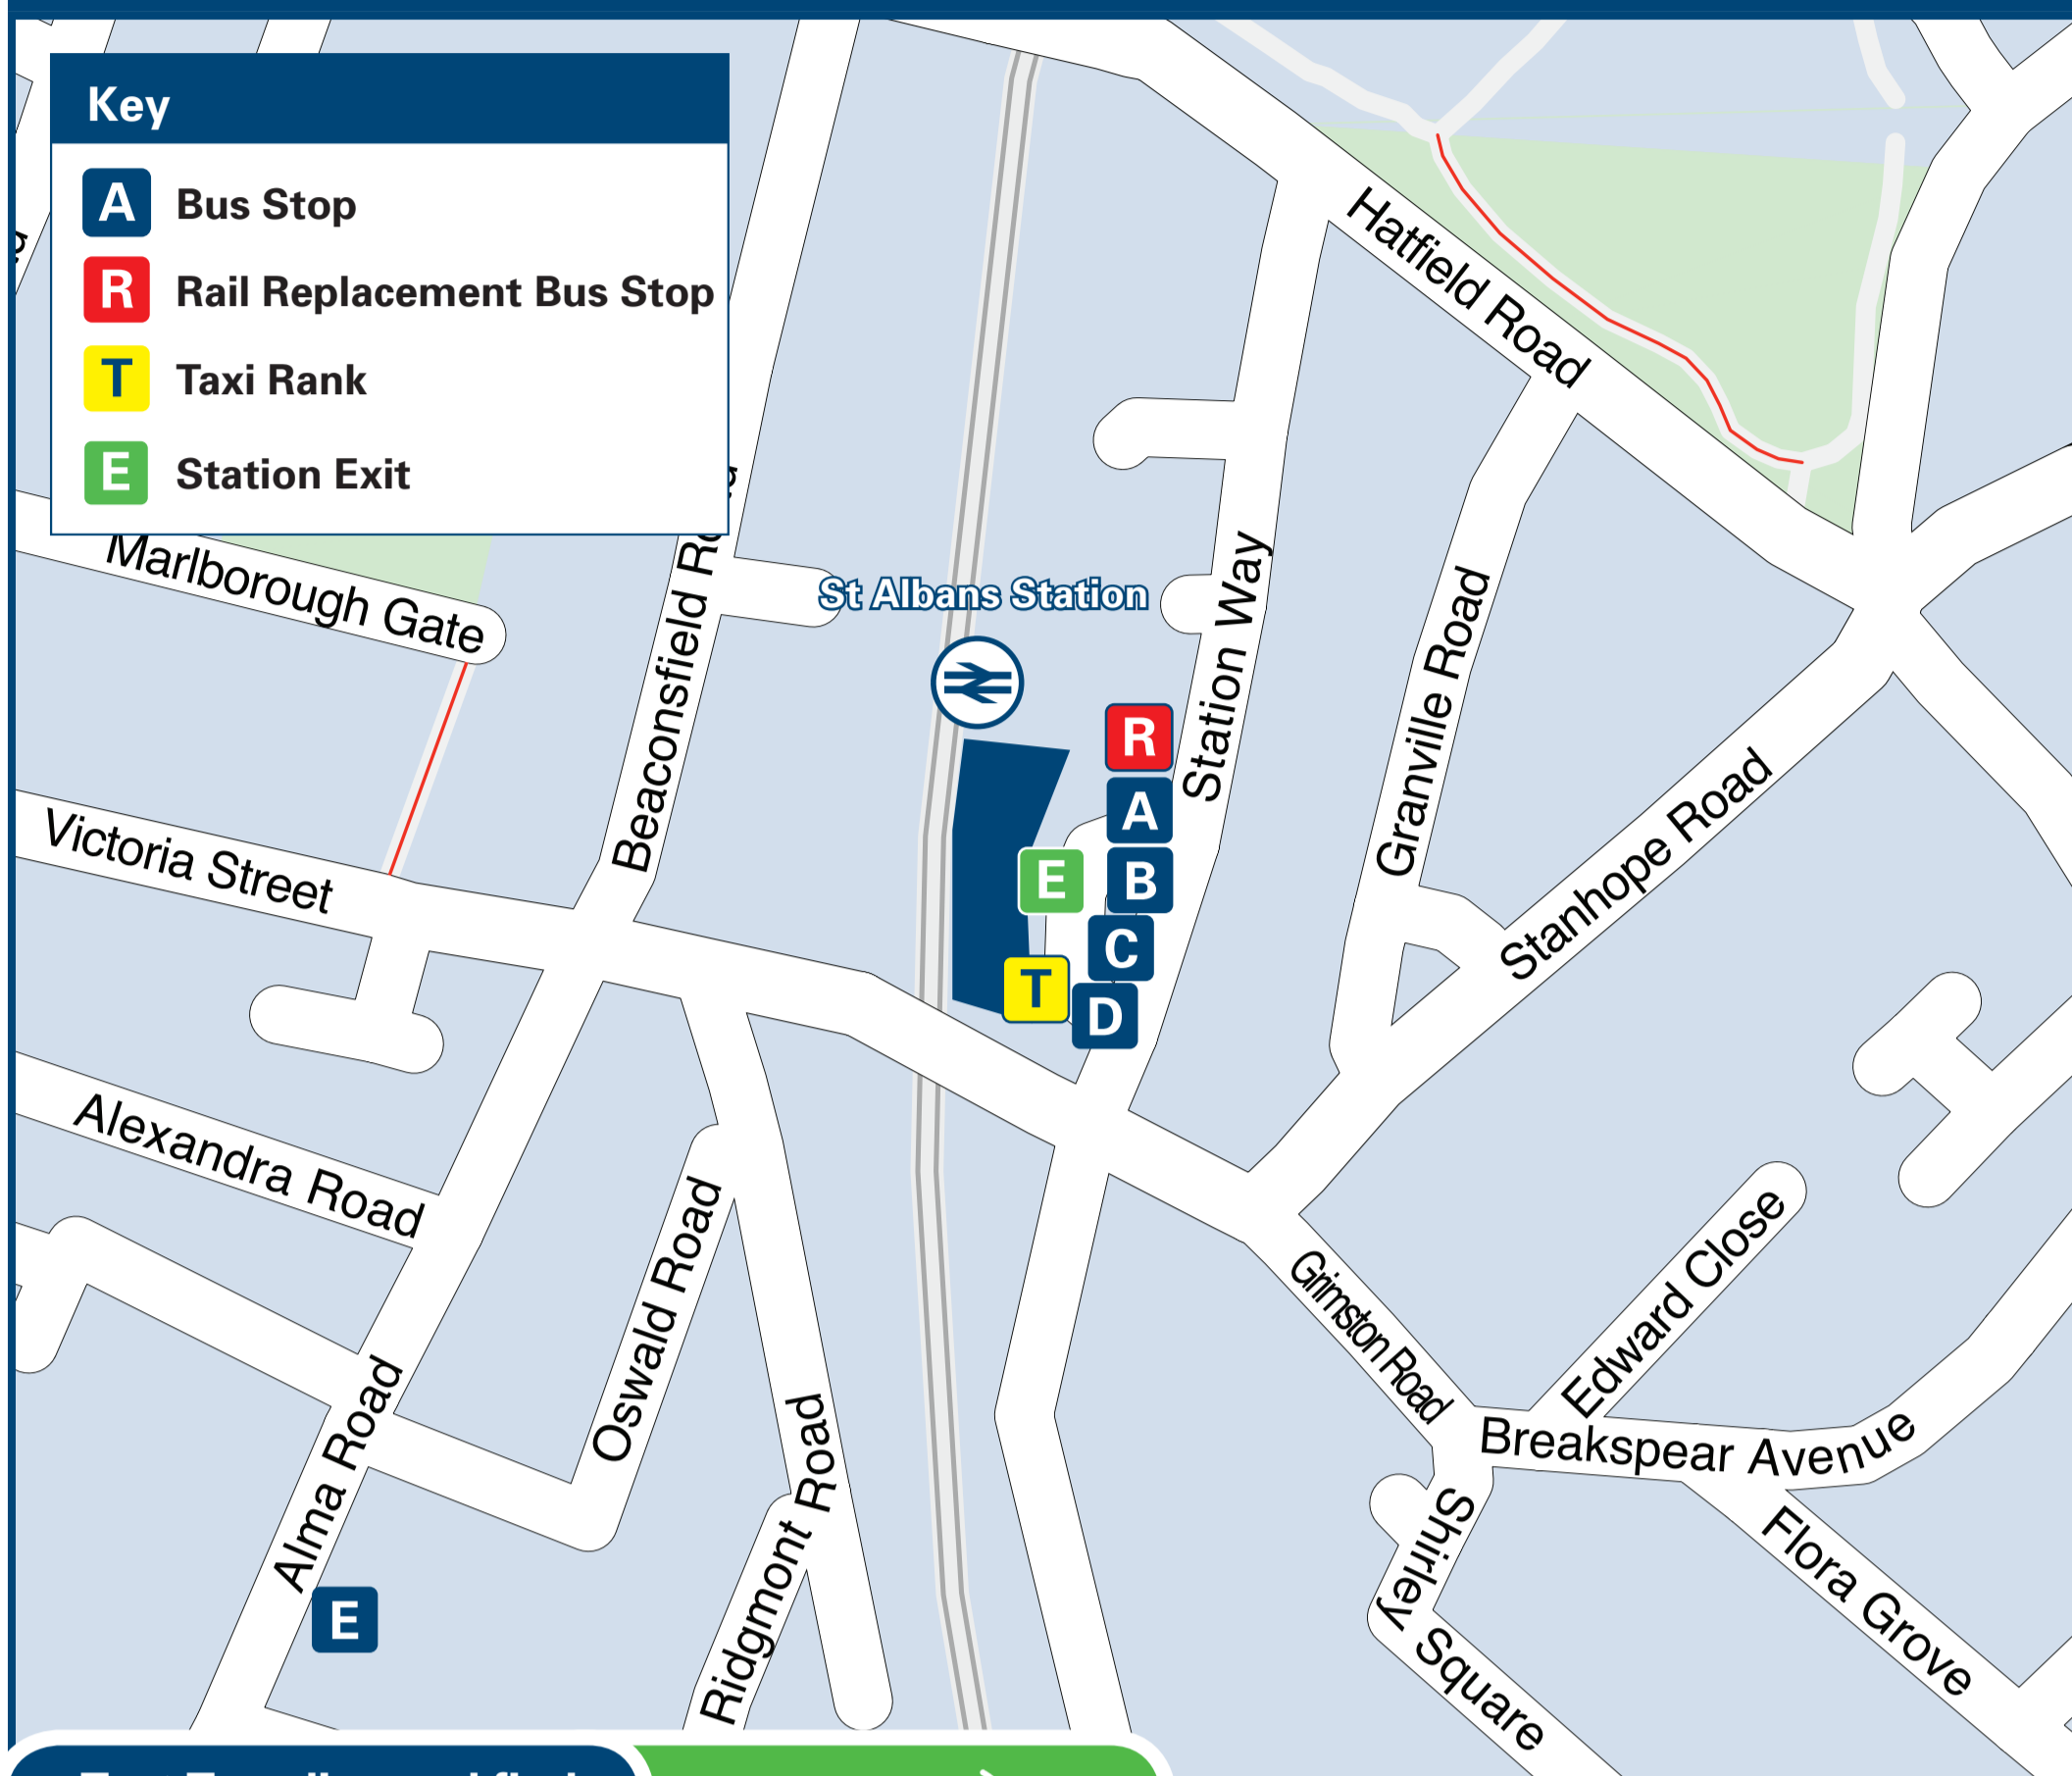 Key
A Bus Stop
R Rail Replacement Bus Stop
T Taxi Rank
E Station Exit
Hatfield Road
Marlborough Gate
Beaconsfield
St Albans Station
Station Way
Granville Road
R
A
B
C
D
E
T
Victoria Street
Stanhope Road
Alexandra Road
Oswald Road
Grimston Road
Edward Close
Breakspear Avenue
Alma Road
Ridgmont Road
Shirley Square
Flora Grove
E